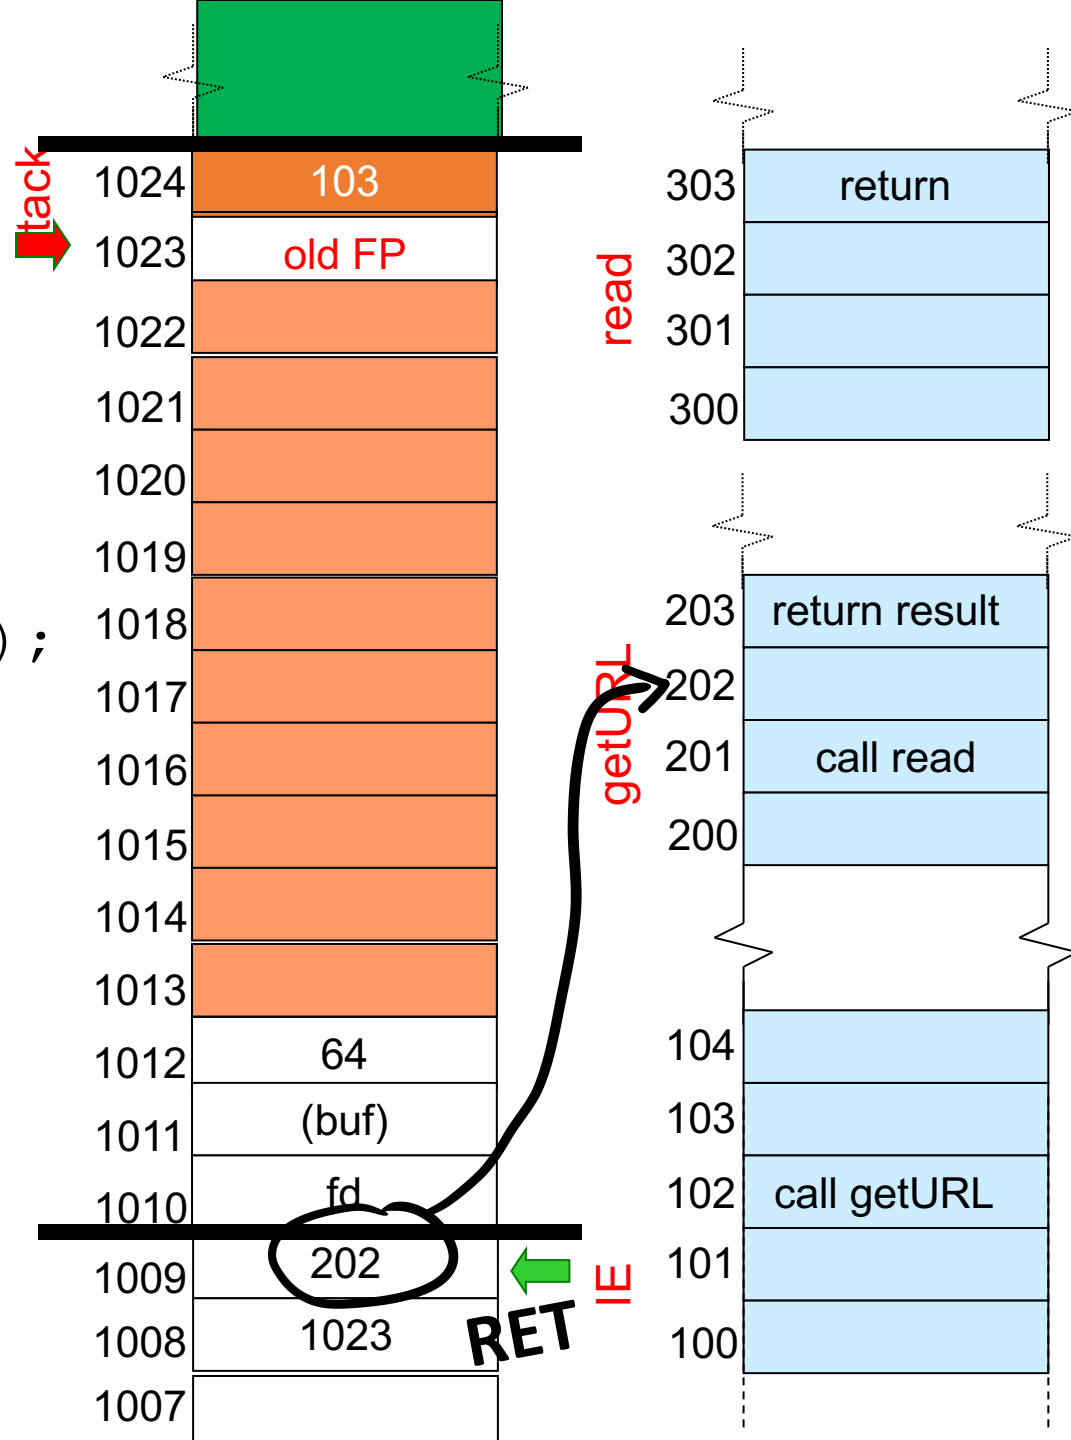 tack
1024 103
1023 old FP
1022
1021
1020
1019
1018
);
1017
1016
1015
1014
1013
1012 64
1011 (buf)
1010 fd
1009 202
1008 1023
1007
RET
read
303 return
302
301
300
getURL
203 return result
202
201 call read
200
IE
104
103
102 call getURL
101
100